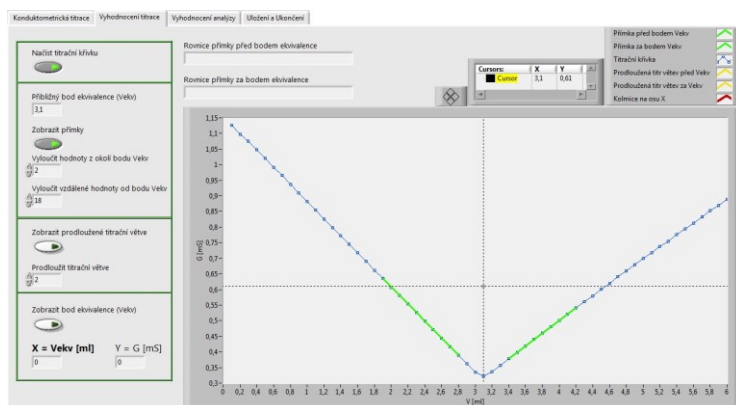 Konduktometrická titrace Vyhodnocení titrace Vyhodnocení analýzy Uložení a Ukončení
Načíst titrační křivku
Přibližný bod ekvivalence (Vekv)
3,1
Zobrazit přímky
Vyloučit hodnoty z okolí bodu Vekv
2
Vyloučit vzdálené hodnoty od bodu Vekv
18
Zobrazit prodloužené titrační větve
Prodloužit titrační větve
2
Zobrazit bod ekvivalence (Vekv)
X = Vekv [ml] Y = G [mS]
0 0
Rovnice přímky před bodem ekvivalence
Rovnice přímky za bodem ekvivalence
Cursors: X Y
Cursor 3,1 0,61
Přímka před bodem Vekv
Přímka za bodem Vekv
Titrační křivka
Prodloužená titr větev před Vekv
Prodloužená titr větev za Vekv
Kolmice na osu X
1,15-
1,1-
1,05-
1-
0,95-
0,9-
0,85-
0,8-
0,75-
0,7-
0,65-
0,6-
0,55-
0,5-
0,45-
0,4-
0,35-
0,3-
G [mS]
0 0,2 0,4 0,6 0,8 1 1,2 1,4 1,6 1,8 2 2,2 2,4 2,6 2,8 3 3,2 3,4 3,6 3,8 4 4,2 4,4 4,6 4,8 5 5,2 5,4 5,6 5,8 6
V [ml]